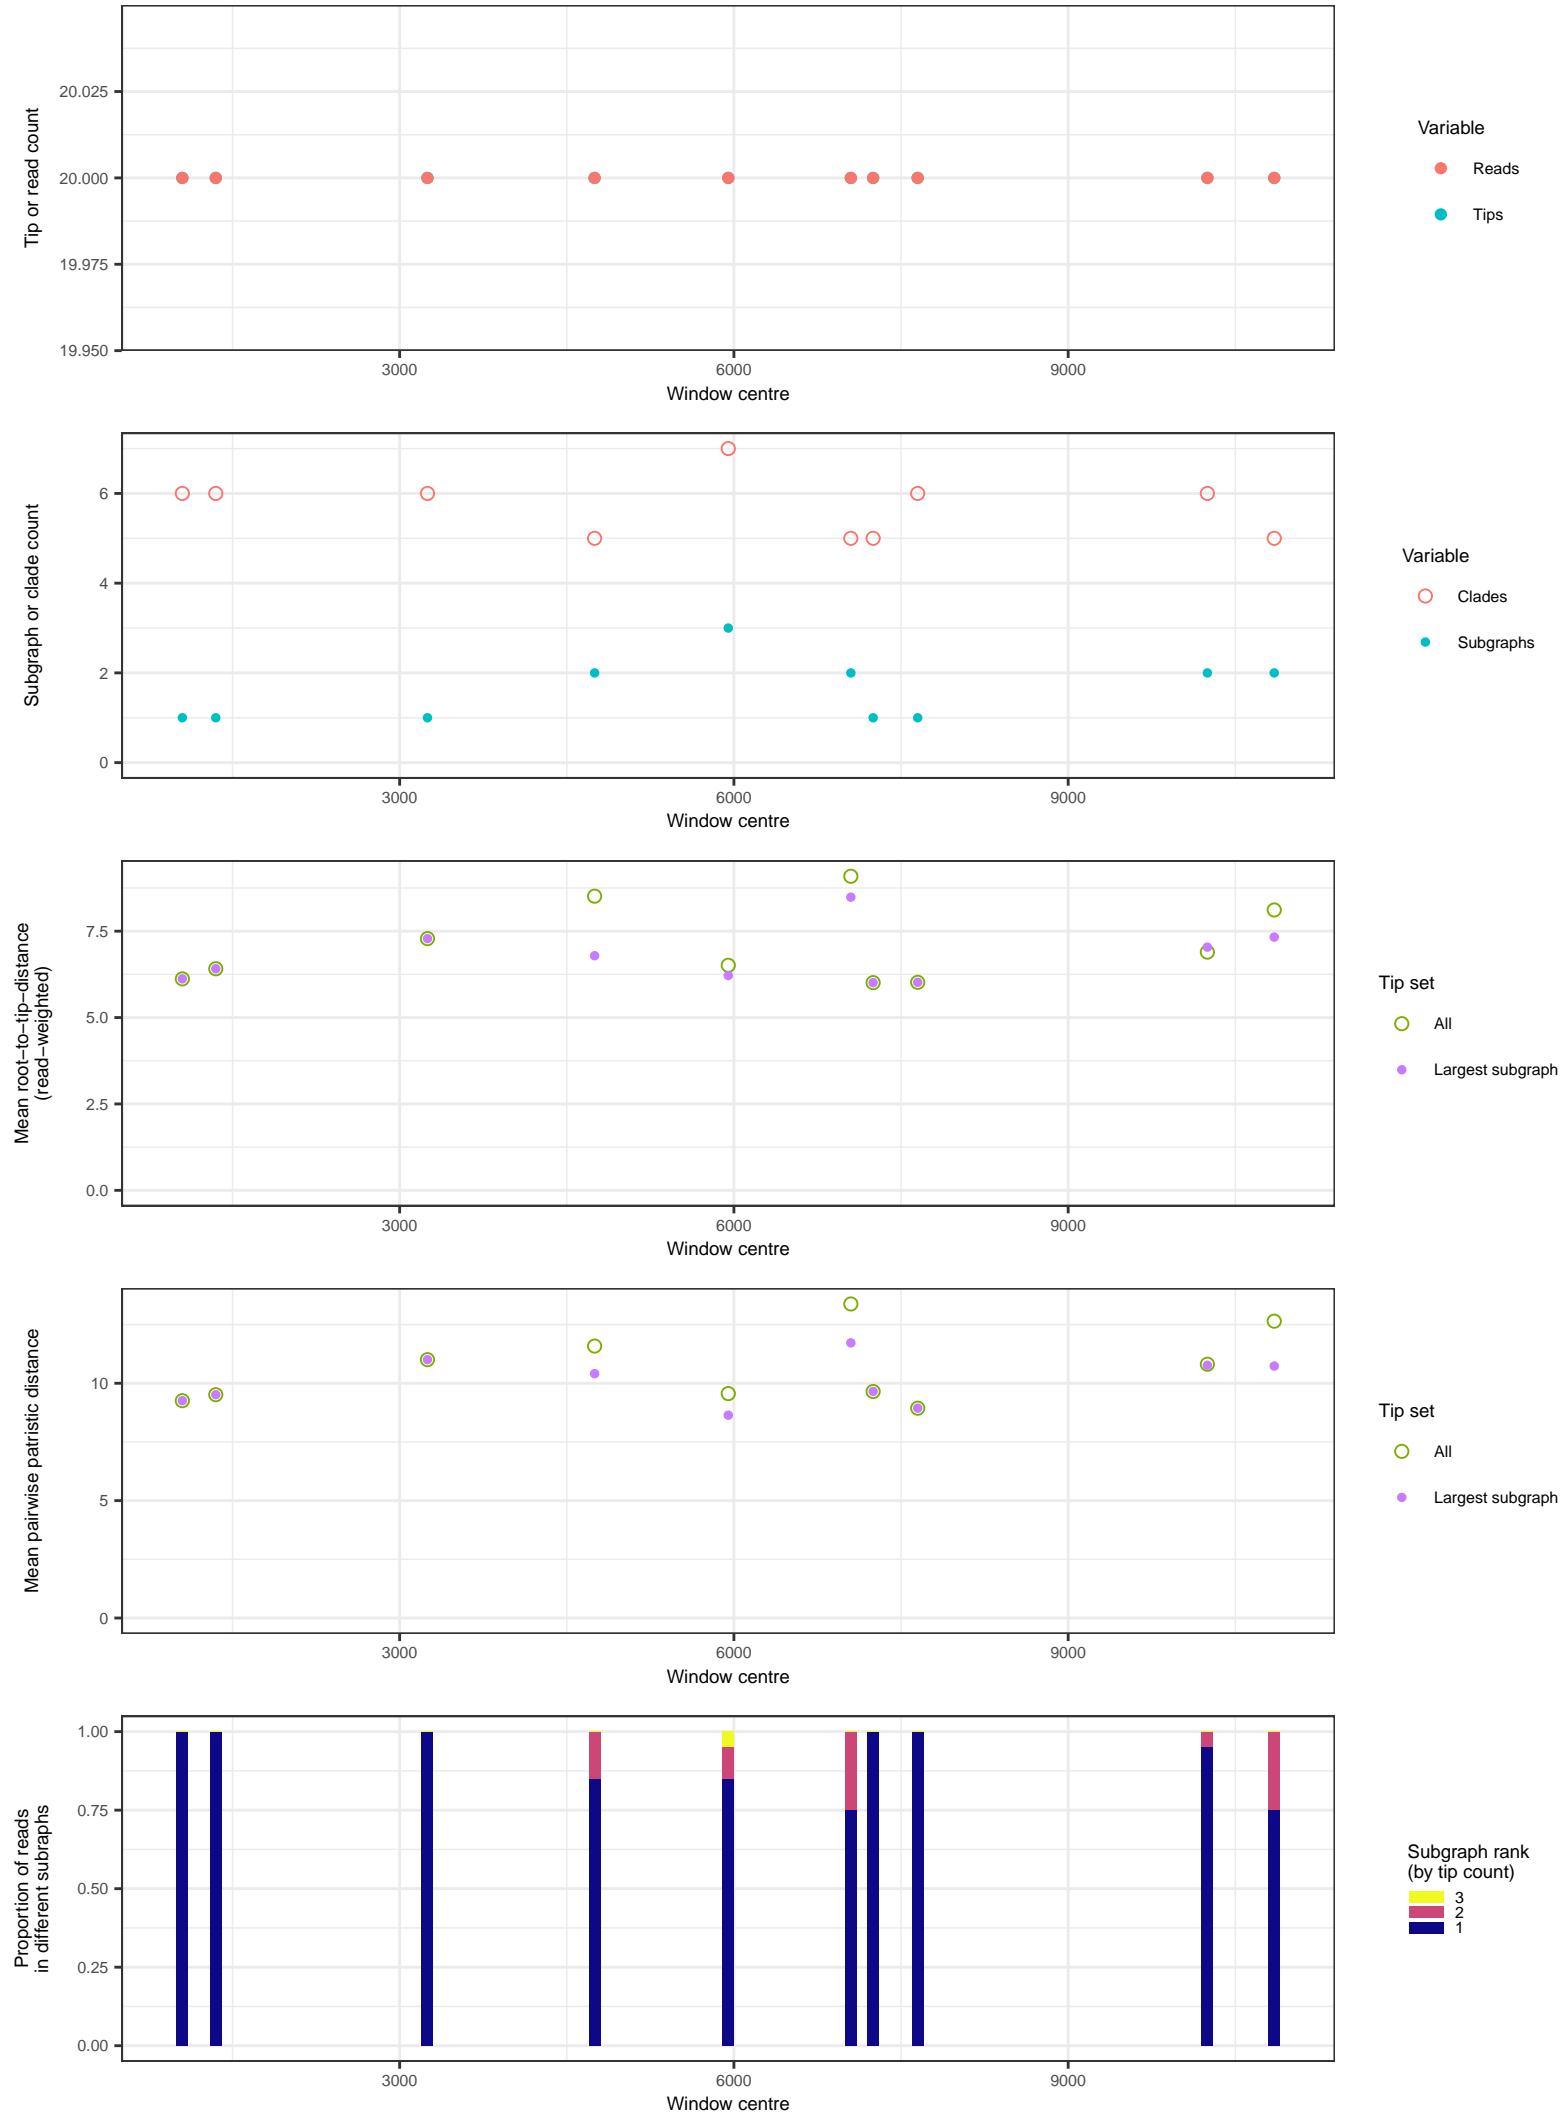 Tip or read count
20.025
20.000
19.975
19.950
3000 6000 9000
Window centre
Variable
Reads
Tips
Subgraph or clade count
6
4
2
0
3000 6000 9000
Window centre
Variable
Clades
Subgraphs
Mean root−to−tip−distance
(read−weighted)
7.5
5.0
2.5
0.0
3000 6000 9000
Window centre
Tip set
All
Largest subgraph
Mean pairwise patristic distance
10
5
0
3000 6000 9000
Window centre
Tip set
All
Largest subgraph
Proportion of reads
in different subraphs
1.00
0.75
0.50
0.25
0.00
3000 6000 9000
Window centre
Subgraph rank
(by tip count)
3
2
1